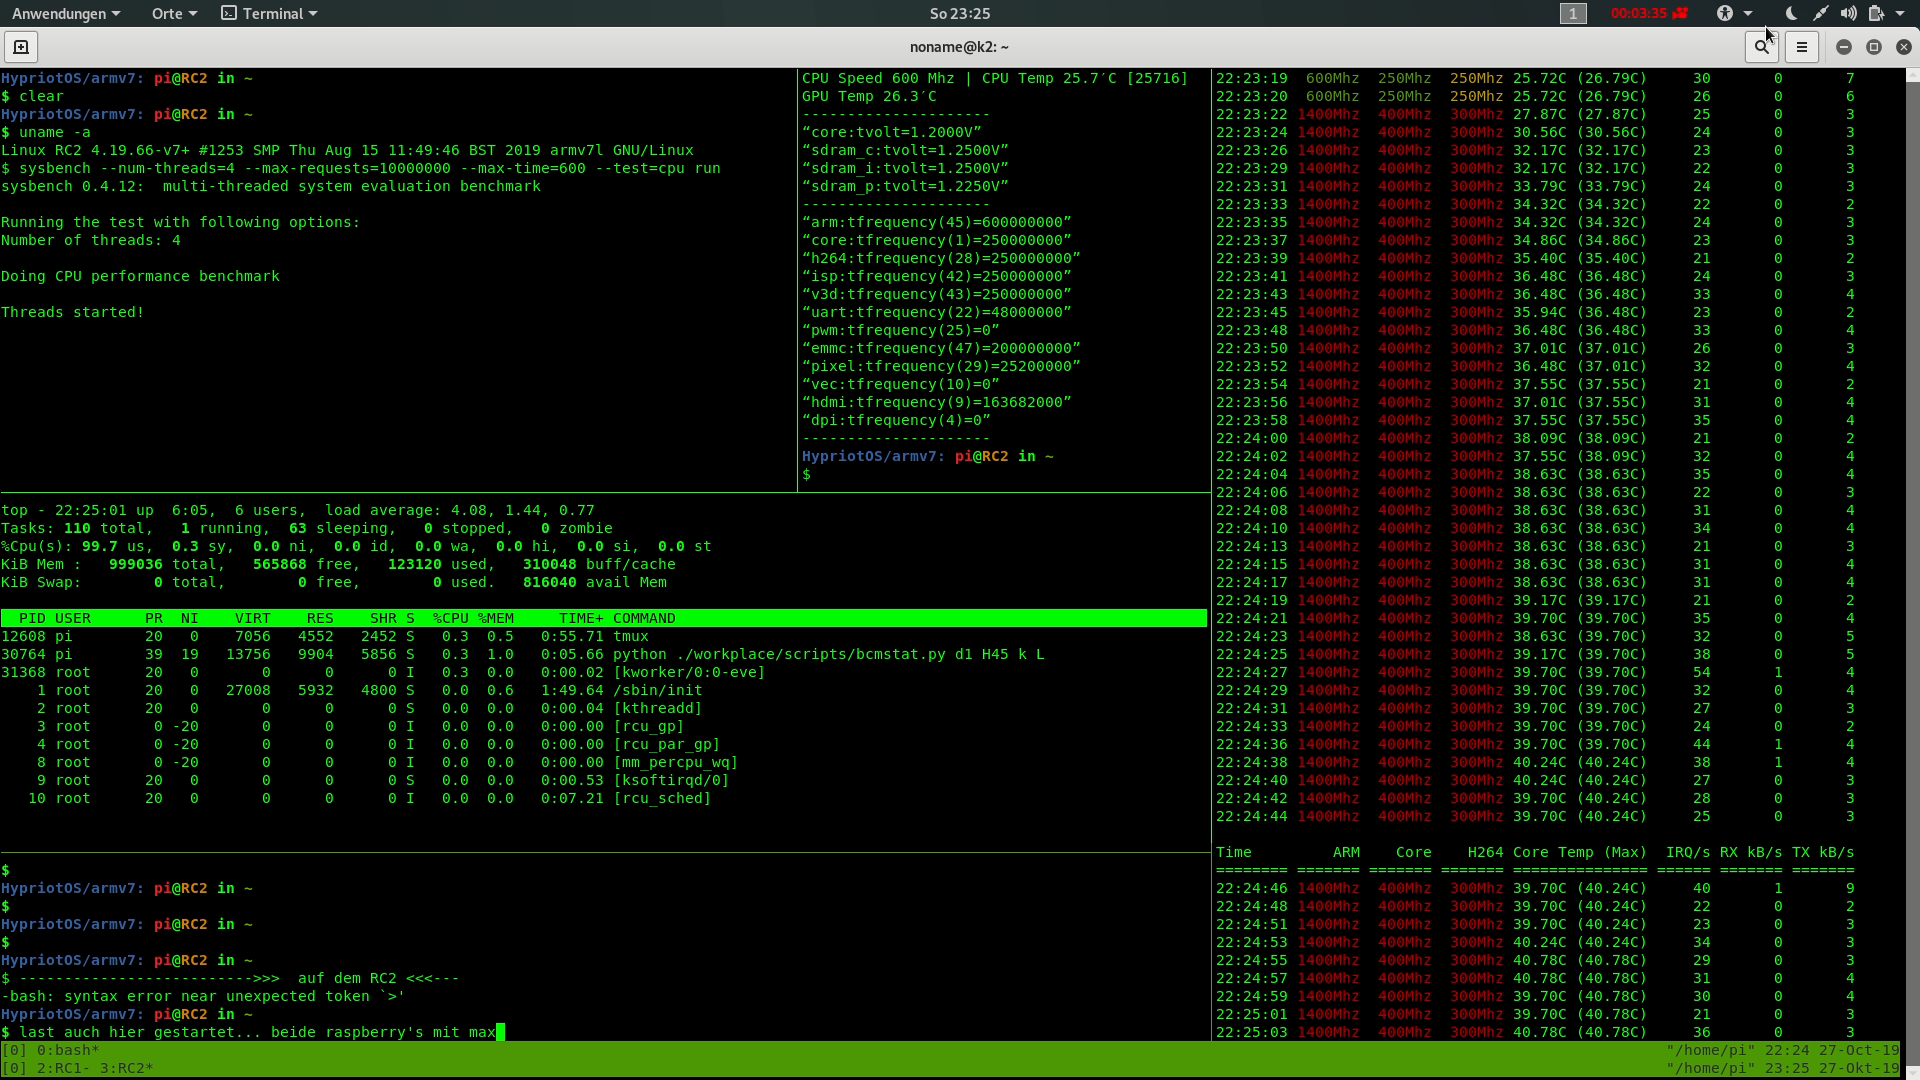 Anwendungen Orte Terminal So 23:25 1 00:03:35
noname@k2: ~
HypriotOS/armv7: pi@RC2 in ~
$ clear
HypriotOS/armv7: pi@RC2 in ~
$ uname -a
Linux RC2 4.19.66-v7+ #1253 SMP Thu Aug 15 11:49:46 BST 2019 armv7l GNU/Linux
$ sysbench --num-threads=4 --max-requests=10000000 --max-time=600 --test=cpu run
sysbench 0.4.12:  multi-threaded system evaluation benchmark
Running the test with following options:
Number of threads: 4
Doing CPU performance benchmark
Threads started!
CPU Speed 600 Mhz | CPU Temp 25.7′C [25716]
GPU Temp 26.3′C
---------------------
“core:tvolt=1.2000V”
“sdram_c:tvolt=1.2500V”
“sdram_i:tvolt=1.2500V”
“sdram_p:tvolt=1.2250V”
---------------------
“arm:tfrequency(45)=600000000”
“core:tfrequency(1)=250000000”
“h264:tfrequency(28)=250000000”
“isp:tfrequency(42)=250000000”
“v3d:tfrequency(43)=250000000”
“uart:tfrequency(22)=48000000”
“pwm:tfrequency(25)=0”
“emmc:tfrequency(47)=200000000”
“pixel:tfrequency(29)=25200000”
“vec:tfrequency(10)=0”
“hdmi:tfrequency(9)=163682000”
“dpi:tfrequency(4)=0”
---------------------
HypriotOS/armv7: pi@RC2 in ~
$
top - 22:25:01 up  6:05,  6 users,  load average: 4.08, 1.44, 0.77
Tasks: 110 total,   1 running,  63 sleeping,   0 stopped,   0 zombie
%Cpu(s): 99.7 us,  0.3 sy,  0.0 ni,  0.0 id,  0.0 wa,  0.0 hi,  0.0 si,  0.0 st
KiB Mem :   999036 total,   565868 free,   123120 used,   310048 buff/cache
KiB Swap:        0 total,        0 free,        0 used.   816040 avail Mem
PID USER PR NI VIRT RES SHR S %CPU %MEM TIME+ COMMAND
12608 pi 20 0 7056 4552 2452 S 0.3 0.5 0:55.71 tmux
30764 pi 39 19 13756 9904 5856 S 0.3 1.0 0:05.66 python ./workplace/scripts/bcmstat.py d1 H45 k L
31368 root 20 0 0 0 0 I 0.3 0.0 0:00.02 [kworker/0:0-eve]
1 root 20 0 27008 5932 4800 S 0.0 0.6 1:49.64 /sbin/init
2 root 20 0 0 0 0 S 0.0 0.0 0:00.04 [kthreadd]
3 root 0 -20 0 0 0 I 0.0 0.0 0:00.00 [rcu_gp]
4 root 0 -20 0 0 0 I 0.0 0.0 0:00.00 [rcu_par_gp]
8 root 0 -20 0 0 0 I 0.0 0.0 0:00.00 [mm_percpu_wq]
9 root 20 0 0 0 0 S 0.0 0.0 0:00.53 [ksoftirqd/0]
10 root 20 0 0 0 0 I 0.0 0.0 0:07.21 [rcu_sched]
$
HypriotOS/armv7: pi@RC2 in ~
$
HypriotOS/armv7: pi@RC2 in ~
$
HypriotOS/armv7: pi@RC2 in ~
$ -------------------------->>>  auf dem RC2 <<<---
-bash: syntax error near unexpected token `>'
HypriotOS/armv7: pi@RC2 in ~
$ last auch hier gestartet... beide raspberry's mit max
22:23:19 600Mhz 250Mhz 250Mhz 25.72C (26.79C) 30 0 7
22:23:20 600Mhz 250Mhz 250Mhz 25.72C (26.79C) 26 0 6
22:23:22 1400Mhz 400Mhz 300Mhz 27.87C (27.87C) 25 0 3
22:23:24 1400Mhz 400Mhz 300Mhz 30.56C (30.56C) 24 0 3
22:23:26 1400Mhz 400Mhz 300Mhz 32.17C (32.17C) 23 0 3
22:23:29 1400Mhz 400Mhz 300Mhz 32.17C (32.17C) 22 0 3
22:23:31 1400Mhz 400Mhz 300Mhz 33.79C (33.79C) 24 0 3
22:23:33 1400Mhz 400Mhz 300Mhz 34.32C (34.32C) 22 0 2
22:23:35 1400Mhz 400Mhz 300Mhz 34.32C (34.32C) 24 0 3
22:23:37 1400Mhz 400Mhz 300Mhz 34.86C (34.86C) 23 0 3
22:23:39 1400Mhz 400Mhz 300Mhz 35.40C (35.40C) 21 0 2
22:23:41 1400Mhz 400Mhz 300Mhz 36.48C (36.48C) 24 0 3
22:23:43 1400Mhz 400Mhz 300Mhz 36.48C (36.48C) 33 0 4
22:23:45 1400Mhz 400Mhz 300Mhz 35.94C (36.48C) 23 0 2
22:23:48 1400Mhz 400Mhz 300Mhz 36.48C (36.48C) 33 0 4
22:23:50 1400Mhz 400Mhz 300Mhz 37.01C (37.01C) 26 0 3
22:23:52 1400Mhz 400Mhz 300Mhz 36.48C (37.01C) 32 0 4
22:23:54 1400Mhz 400Mhz 300Mhz 37.55C (37.55C) 21 0 2
22:23:56 1400Mhz 400Mhz 300Mhz 37.01C (37.55C) 31 0 4
22:23:58 1400Mhz 400Mhz 300Mhz 37.55C (37.55C) 35 0 4
22:24:00 1400Mhz 400Mhz 300Mhz 38.09C (38.09C) 21 0 2
22:24:02 1400Mhz 400Mhz 300Mhz 37.55C (38.09C) 32 0 4
22:24:04 1400Mhz 400Mhz 300Mhz 38.63C (38.63C) 35 0 4
22:24:06 1400Mhz 400Mhz 300Mhz 38.63C (38.63C) 22 0 3
22:24:08 1400Mhz 400Mhz 300Mhz 38.63C (38.63C) 31 0 4
22:24:10 1400Mhz 400Mhz 300Mhz 38.63C (38.63C) 34 0 4
22:24:13 1400Mhz 400Mhz 300Mhz 38.63C (38.63C) 21 0 3
22:24:15 1400Mhz 400Mhz 300Mhz 38.63C (38.63C) 31 0 4
22:24:17 1400Mhz 400Mhz 300Mhz 38.63C (38.63C) 31 0 4
22:24:19 1400Mhz 400Mhz 300Mhz 39.17C (39.17C) 21 0 2
22:24:21 1400Mhz 400Mhz 300Mhz 39.70C (39.70C) 35 0 4
22:24:23 1400Mhz 400Mhz 300Mhz 38.63C (39.70C) 32 0 5
22:24:25 1400Mhz 400Mhz 300Mhz 39.17C (39.70C) 38 0 5
22:24:27 1400Mhz 400Mhz 300Mhz 39.70C (39.70C) 54 1 4
22:24:29 1400Mhz 400Mhz 300Mhz 39.70C (39.70C) 32 0 4
22:24:31 1400Mhz 400Mhz 300Mhz 39.70C (39.70C) 27 0 3
22:24:33 1400Mhz 400Mhz 300Mhz 39.70C (39.70C) 24 0 2
22:24:36 1400Mhz 400Mhz 300Mhz 39.70C (39.70C) 44 1 4
22:24:38 1400Mhz 400Mhz 300Mhz 40.24C (40.24C) 38 1 4
22:24:40 1400Mhz 400Mhz 300Mhz 40.24C (40.24C) 27 0 3
22:24:42 1400Mhz 400Mhz 300Mhz 39.70C (40.24C) 28 0 3
22:24:44 1400Mhz 400Mhz 300Mhz 39.70C (40.24C) 25 0 3
Time ARM Core H264 Core Temp (Max) IRQ/s RX kB/s TX kB/s
======== ======= ======= ======= =============== ====== ======= =======
22:24:46 1400Mhz 400Mhz 300Mhz 39.70C (40.24C) 40 1 9
22:24:48 1400Mhz 400Mhz 300Mhz 39.70C (40.24C) 22 0 2
22:24:51 1400Mhz 400Mhz 300Mhz 39.70C (40.24C) 23 0 3
22:24:53 1400Mhz 400Mhz 300Mhz 40.24C (40.24C) 34 0 3
22:24:55 1400Mhz 400Mhz 300Mhz 40.78C (40.78C) 29 0 3
22:24:57 1400Mhz 400Mhz 300Mhz 40.78C (40.78C) 31 0 4
22:24:59 1400Mhz 400Mhz 300Mhz 39.70C (40.78C) 30 0 4
22:25:01 1400Mhz 400Mhz 300Mhz 39.70C (40.78C) 21 0 3
22:25:03 1400Mhz 400Mhz 300Mhz 40.78C (40.78C) 36 0 3
[0] 0:bash* "/home/pi" 22:24 27-Oct-19
[0] 2:RC1- 3:RC2* "/home/pi" 23:25 27-Okt-19